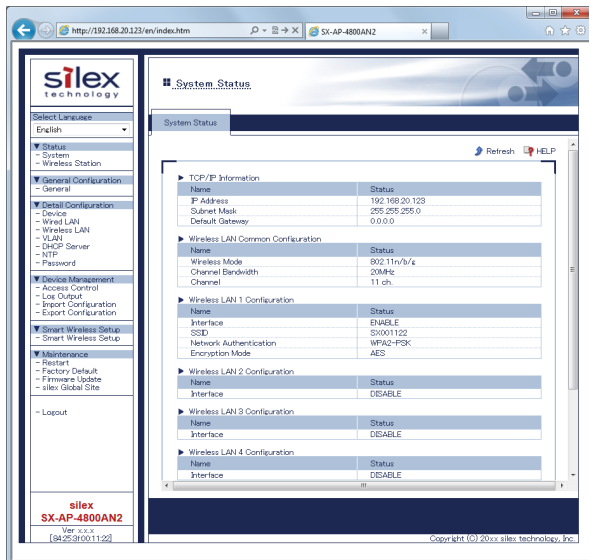 http://192.168.20.123/en/index.htm
SX-AP-4800AN2
silex
technology
Select Language
English
▼ Status
- System
- Wireless Station
▼ General Configuration
- General
▼ Detail Configuration
- Device
- Wired LAN
- Wireless LAN
- VLAN
- DHCP Server
- NTP
- Password
▼ Device Management
- Access Control
- Log Output
- Import Configuration
- Export Configuration
▼ Smart Wireless Setup
- Smart Wireless Setup
▼ Maintenance
- Restart
- Factory Default
- Firmware Update
- silex Global Site
- Logout
silex
SX-AP-4800AN2
Ver x.x.x
[84:25:3f:00:11:22]
System Status
System Status
Refresh HELP
▶ TCP/IP Information
Name Status
IP Address 192.168.20.123
Subnet Mask 255.255.255.0
Default Gateway 0.0.0.0
▶ Wireless LAN Common Configuration
Name Status
Wireless Mode 802.11n/b/g
Channel Bandwidth 20MHz
Channel 11 ch.
▶ Wireless LAN 1 Configuration
Name Status
Interface ENABLE
SSID SX001122
Network Authentication WPA2-PSK
Encryption Mode AES
▶ Wireless LAN 2 Configuration
Name Status
Interface DISABLE
▶ Wireless LAN 3 Configuration
Name Status
Interface DISABLE
▶ Wireless LAN 4 Configuration
Name Status
Interface DISABLE
Copyright (C) 20xx silex technology, Inc.